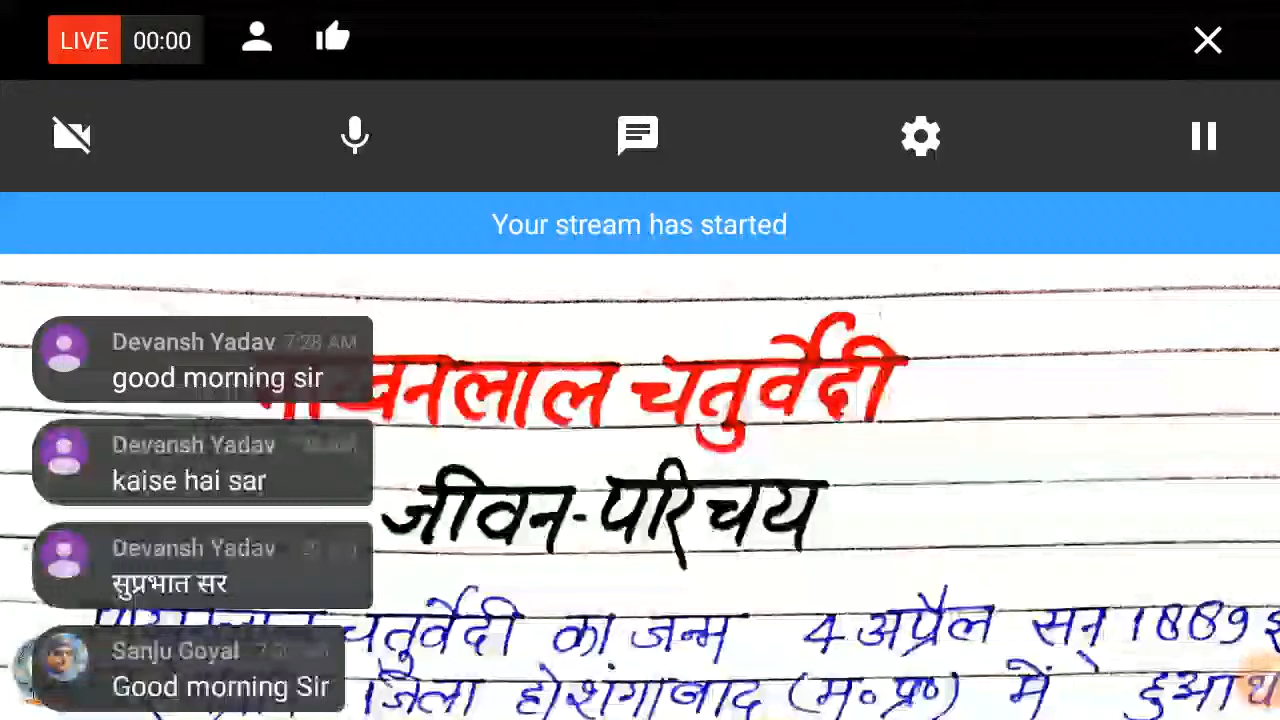 LIVE 00:00
Your stream has started
Devansh Yadav 7:28 AM
good morning sir
Devansh Yadav
kaise hai sar
Devansh Yadav
सुप्रभात सर
Sanju Goyal
Good morning Sir
चतुर्वेदी
जीवन-परिचय
चतुर्वेदी का जन्म 4 अप्रैल सन् 1889
जिला होशंगाबाद (म०प्र०) में हुआ